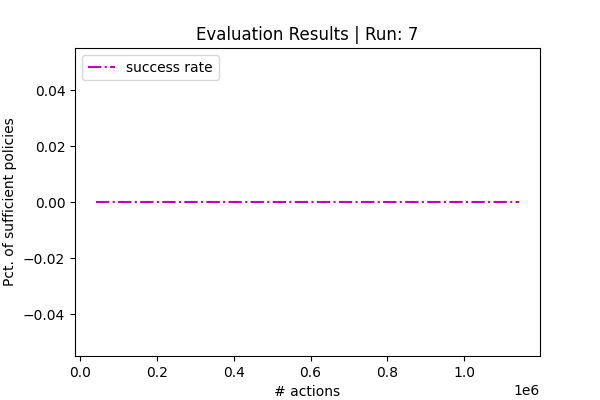 Evaluation Results | Run: 7
success rate
Pct. of sufficient policies
0.04
0.02
0.00
−0.02
−0.04
0.0 0.2 0.4 0.6 0.8 1.0
1e6
# actions